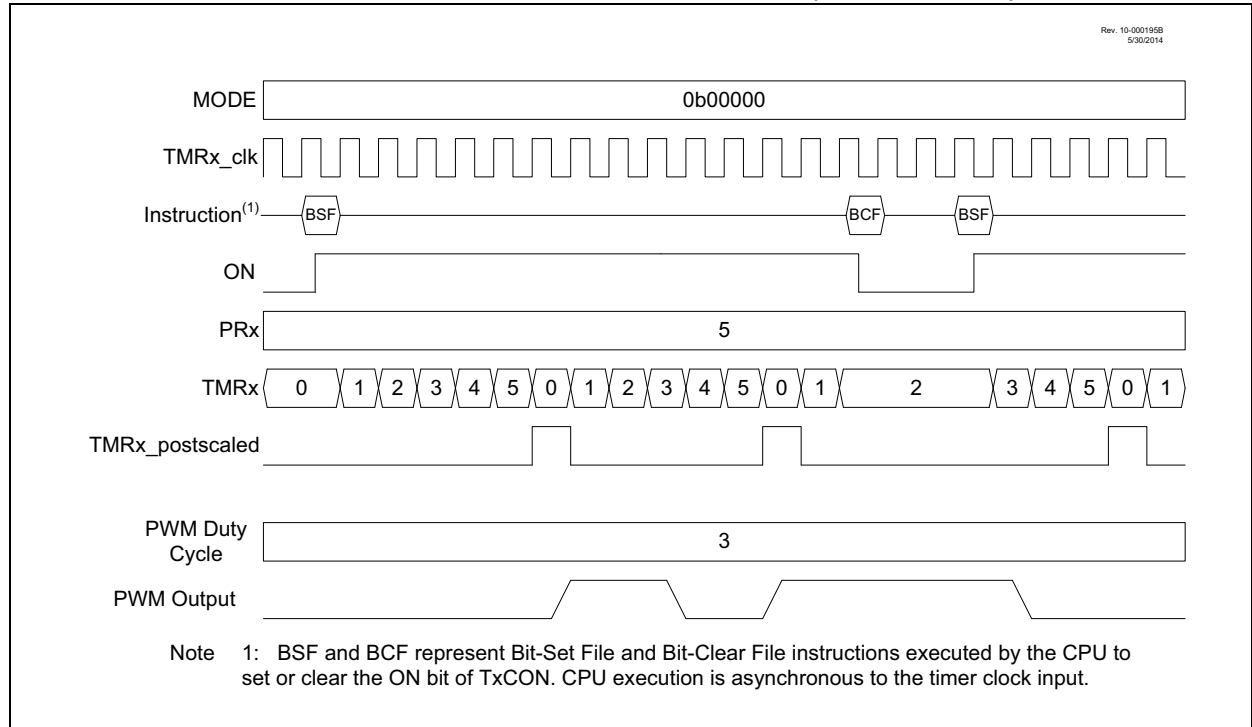 Rev. 10-000195B
5/30/2014
MODE 0b00000
TMRx_clk
Instruction(1) BSF BCF BSF
ON
PRx 5
TMRx 0 1 2 3 4 5 0 1 2 3 4 5 0 1 2 3 4 5 0 1
TMRx_postscaled
PWM Duty
Cycle 3
PWM Output
Note 1: BSF and BCF represent Bit-Set File and Bit-Clear File instructions executed by the CPU to
set or clear the ON bit of TxCON. CPU execution is asynchronous to the timer clock input.